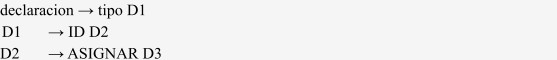 declaracion → tipo D1
D1 → ID D2
D2 → ASIGNAR D3